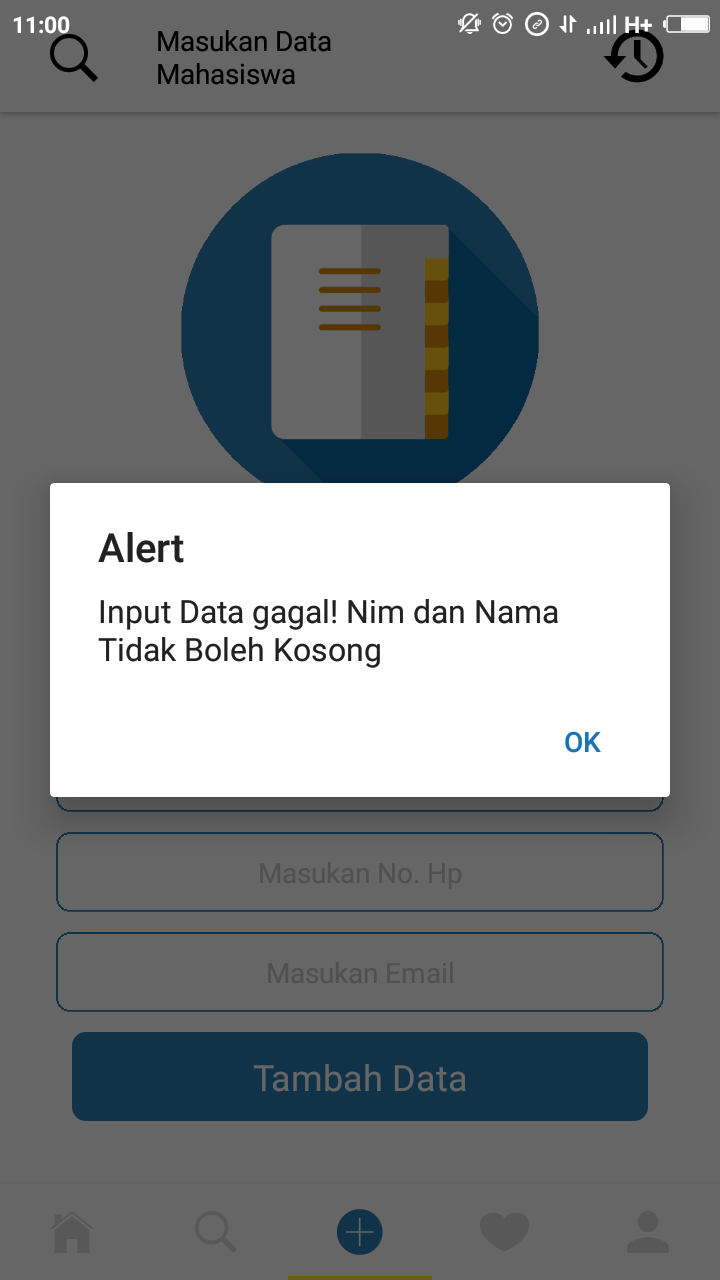 11:00
H+
Masukan Data
Mahasiswa
Alert
Input Data gagal! Nim dan Nama
Tidak Boleh Kosong
OK
Masukan No. Hp
Masukan Email
Tambah Data